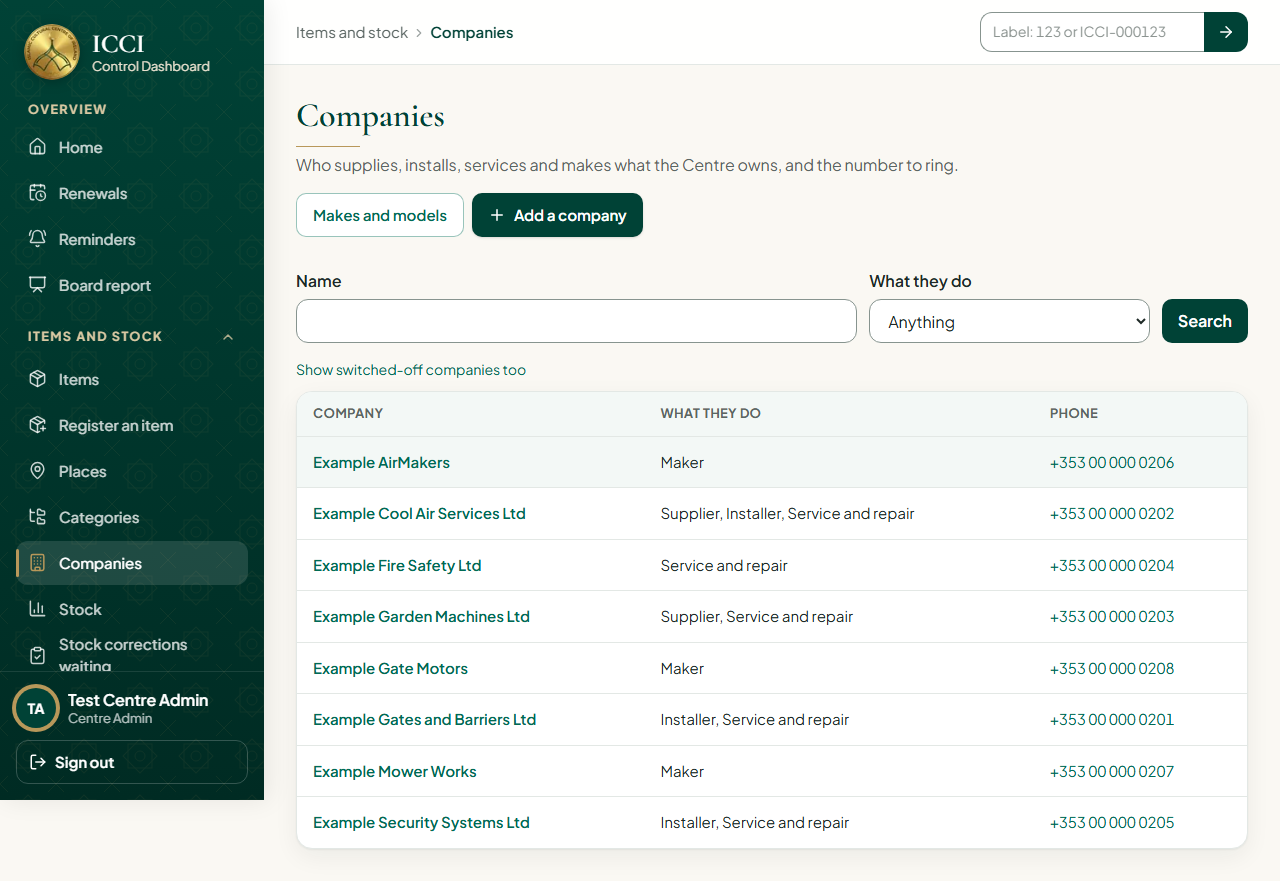 ICCI
Control Dashboard
OVERVIEW
Home
Renewals
Reminders
Board report
ITEMS AND STOCK
Items
Register an item
Places
Categories
Companies
Stock
Stock corrections
waiting
TA
Test Centre Admin
Centre Admin
Sign out
Items and stock › Companies
Label: 123 or ICCI-000123
Companies
Who supplies, installs, services and makes what the Centre owns, and the number to ring.
Makes and models
Add a company
Name
What they do
Anything
Search
Show switched-off companies too
COMPANY WHAT THEY DO PHONE
Example AirMakers Maker +353 00 000 0206
Example Cool Air Services Ltd Supplier, Installer, Service and repair +353 00 000 0202
Example Fire Safety Ltd Service and repair +353 00 000 0204
Example Garden Machines Ltd Supplier, Service and repair +353 00 000 0203
Example Gate Motors Maker +353 00 000 0208
Example Gates and Barriers Ltd Installer, Service and repair +353 00 000 0201
Example Mower Works Maker +353 00 000 0207
Example Security Systems Ltd Installer, Service and repair +353 00 000 0205